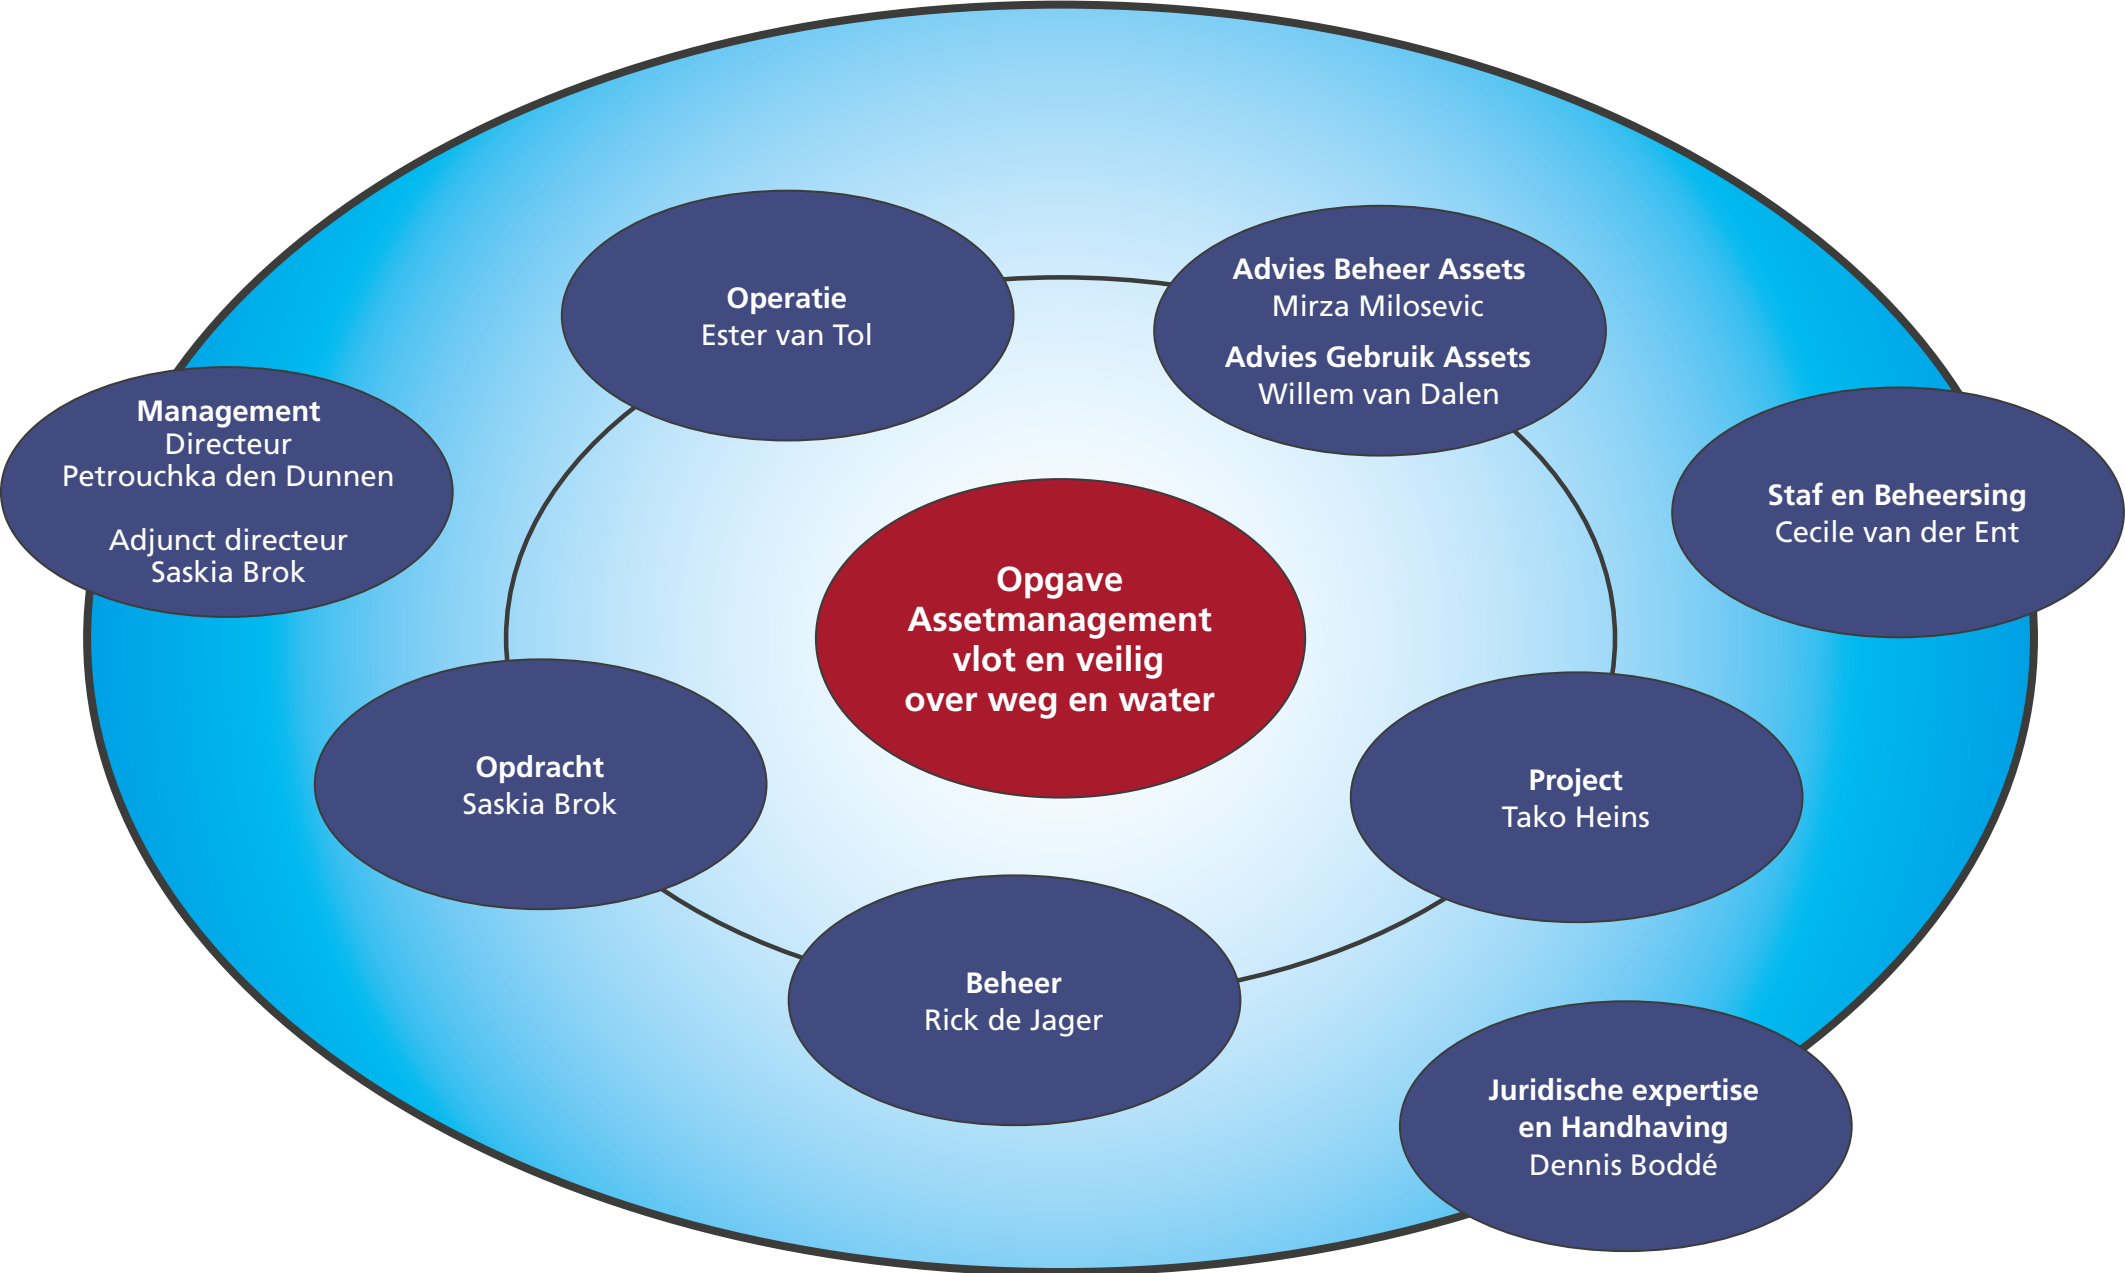 Operatie
Ester van Tol
Advies Beheer Assets
Mirza Milosevic
Advies Gebruik Assets
Willem van Dalen
Management
Directeur
Petrouchka den Dunnen
Adjunct directeur
Saskia Brok
Staf en Beheersing
Cecile van der Ent
Opgave
Assetmanagement
vlot en veilig
over weg en water
Opdracht
Saskia Brok
Project
Tako Heins
Beheer
Rick de Jager
Juridische expertise
en Handhaving
Dennis Boddé